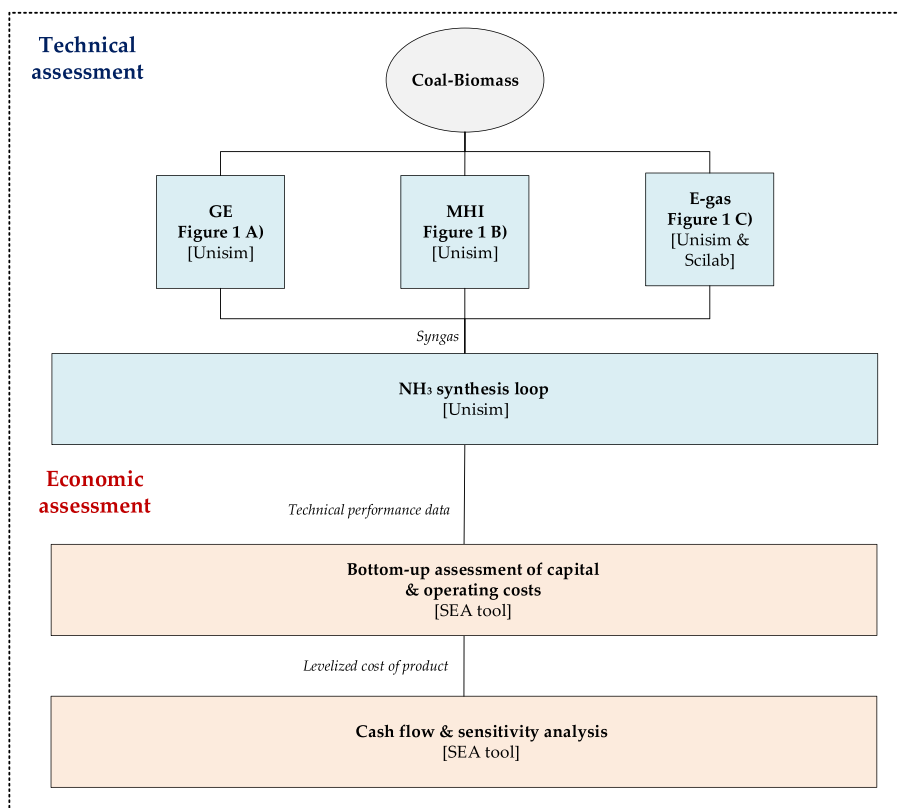 Technical
assessment
Coal-Biomass
GE
Figure 1 A)
[Unisim]
MHI
Figure 1 B)
[Unisim]
E-gas
Figure 1 C)
[Unisim &
Scilab]
Syngas
NH₃ synthesis loop
[Unisim]
Economic
assessment
Technical performance data
Bottom-up assessment of capital
& operating costs
[SEA tool]
Levelized cost of product
Cash flow & sensitivity analysis
[SEA tool]